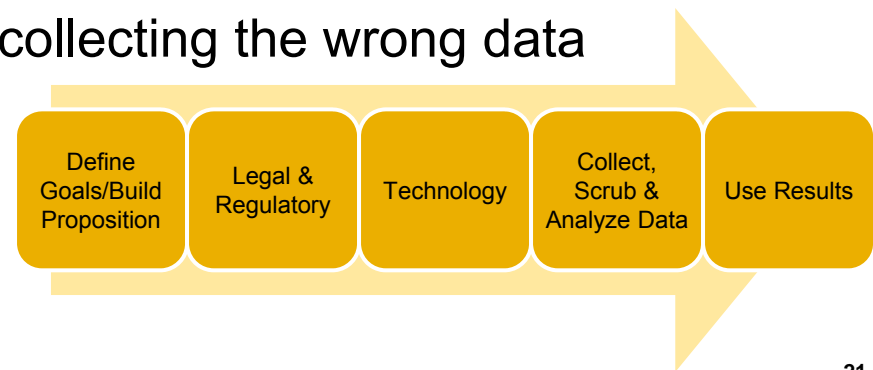 collecting the wrong data
Define
Goals/Build
Proposition
Legal &
Regulatory
Technology
Collect,
Scrub &
Analyze Data
Use Results